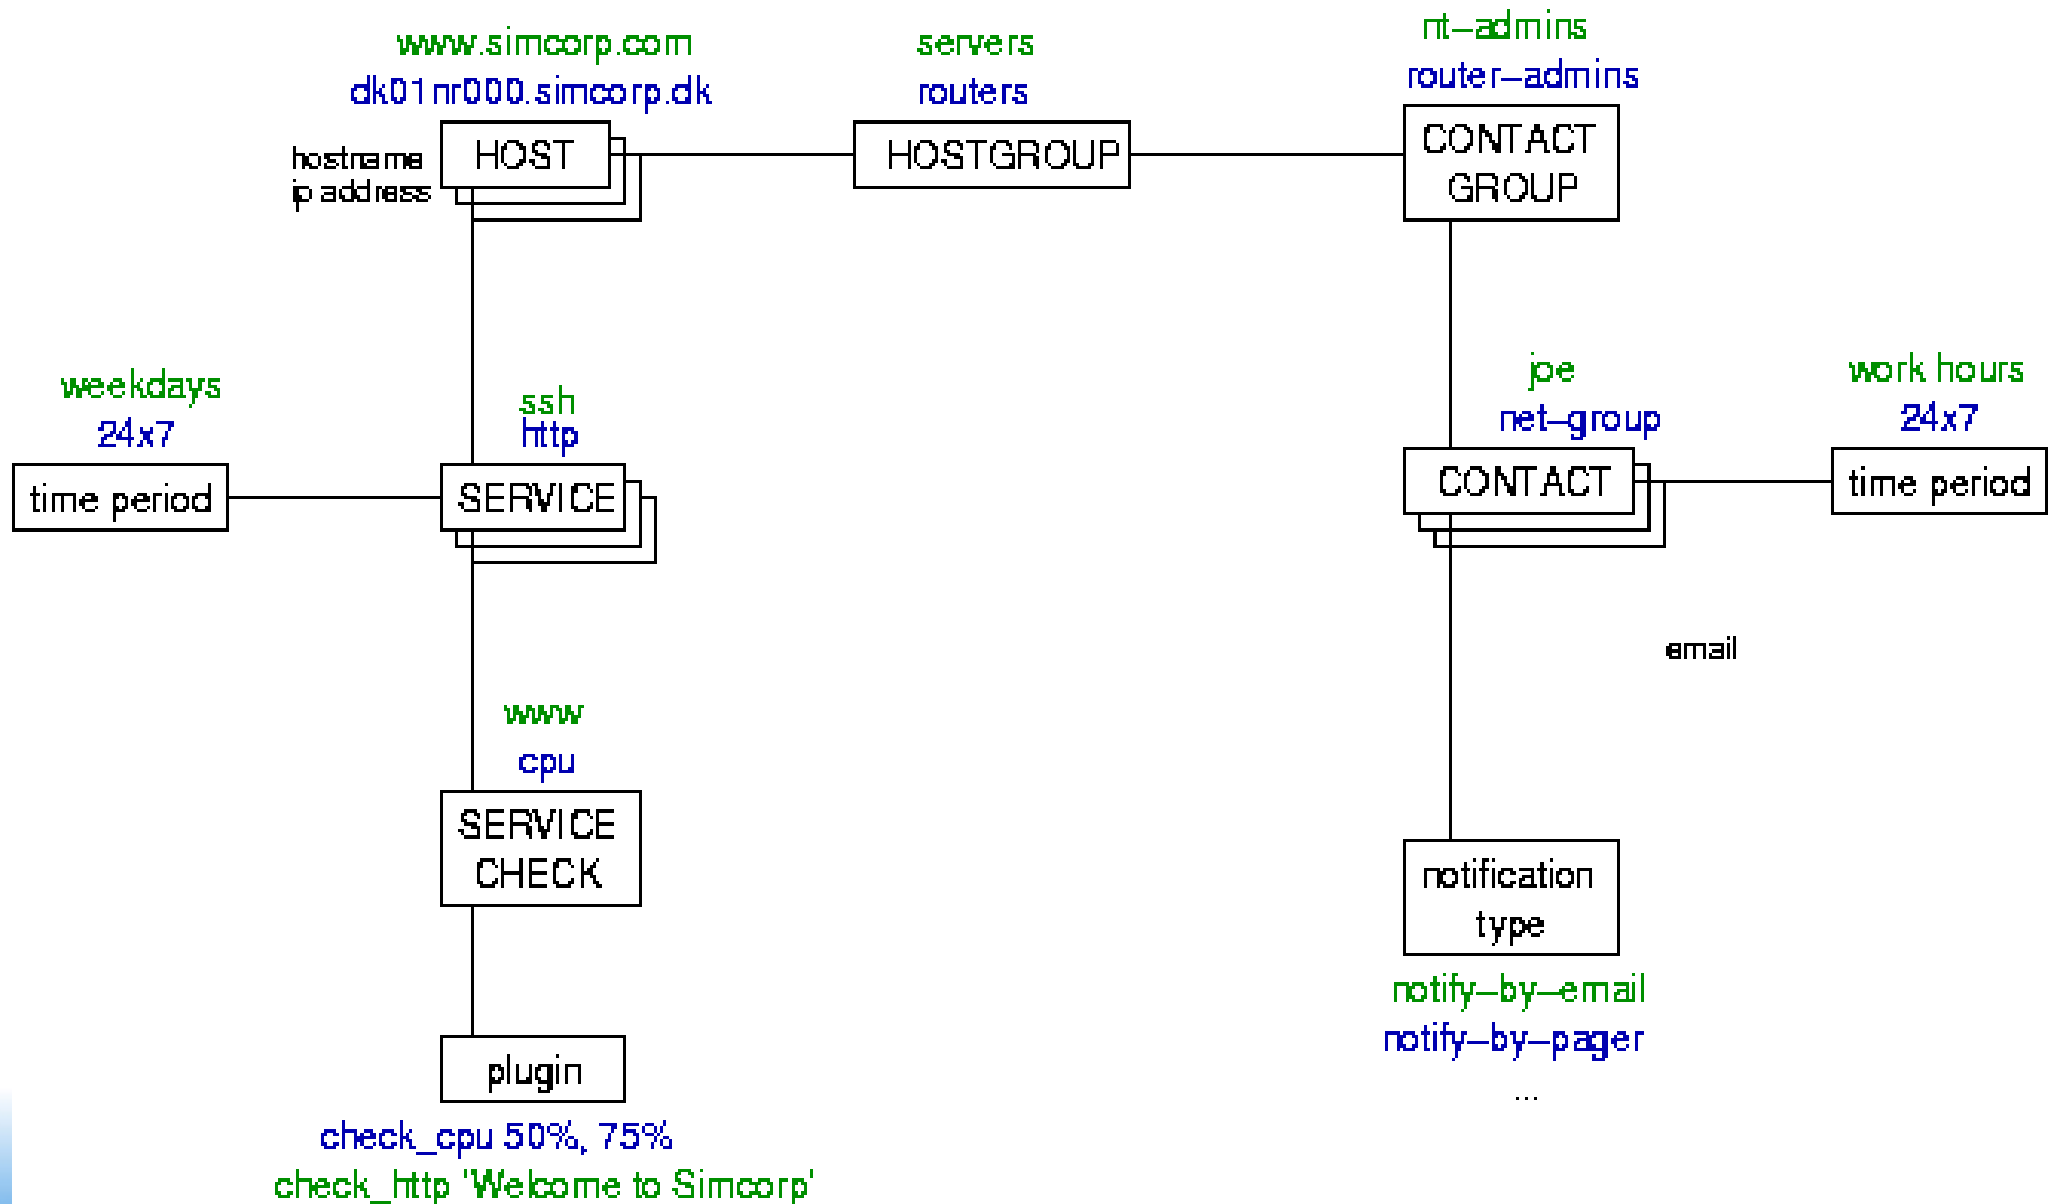 www.simcorp.com
dk01nr000.simcorp.dk
hostname
ip address
HOST
servers
routers
HOSTGROUP
nt-admins
router-admins
CONTACT
GROUP
weekdays
24x7
time period
ssh
http
SERVICE
joe
net-group
CONTACT
work hours
24x7
time period
email
www
cpu
SERVICE
CHECK
notification
type
notify-by-email
notify-by-pager
...
plugin
check_cpu 50%, 75%
check_http 'Welcome to Simcorp'